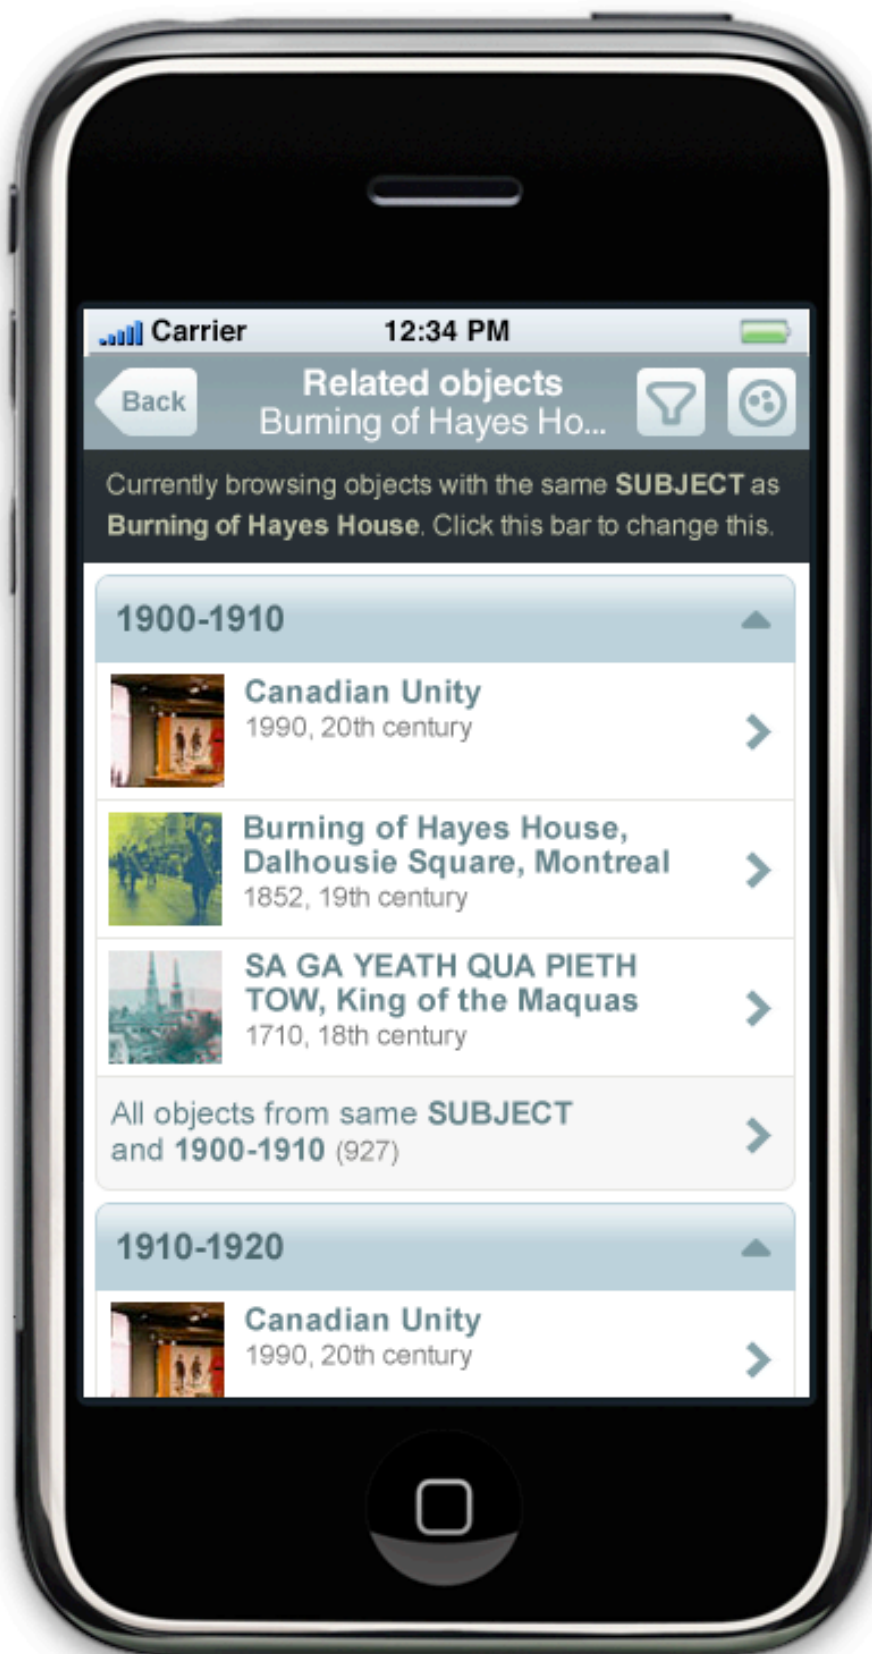 Carrier 12:34 PM
Back
Related objects
Burning of Hayes Ho...
Currently browsing objects with the same SUBJECT as
Burning of Hayes House. Click this bar to change this.
1900-1910
Canadian Unity
1990, 20th century
Burning of Hayes House,
Dalhousie Square, Montreal
1852, 19th century
SA GA YEATH QUA PIETH
TOW, King of the Maquas
1710, 18th century
All objects from same SUBJECT
and 1900-1910 (927)
1910-1920
Canadian Unity
1990, 20th century